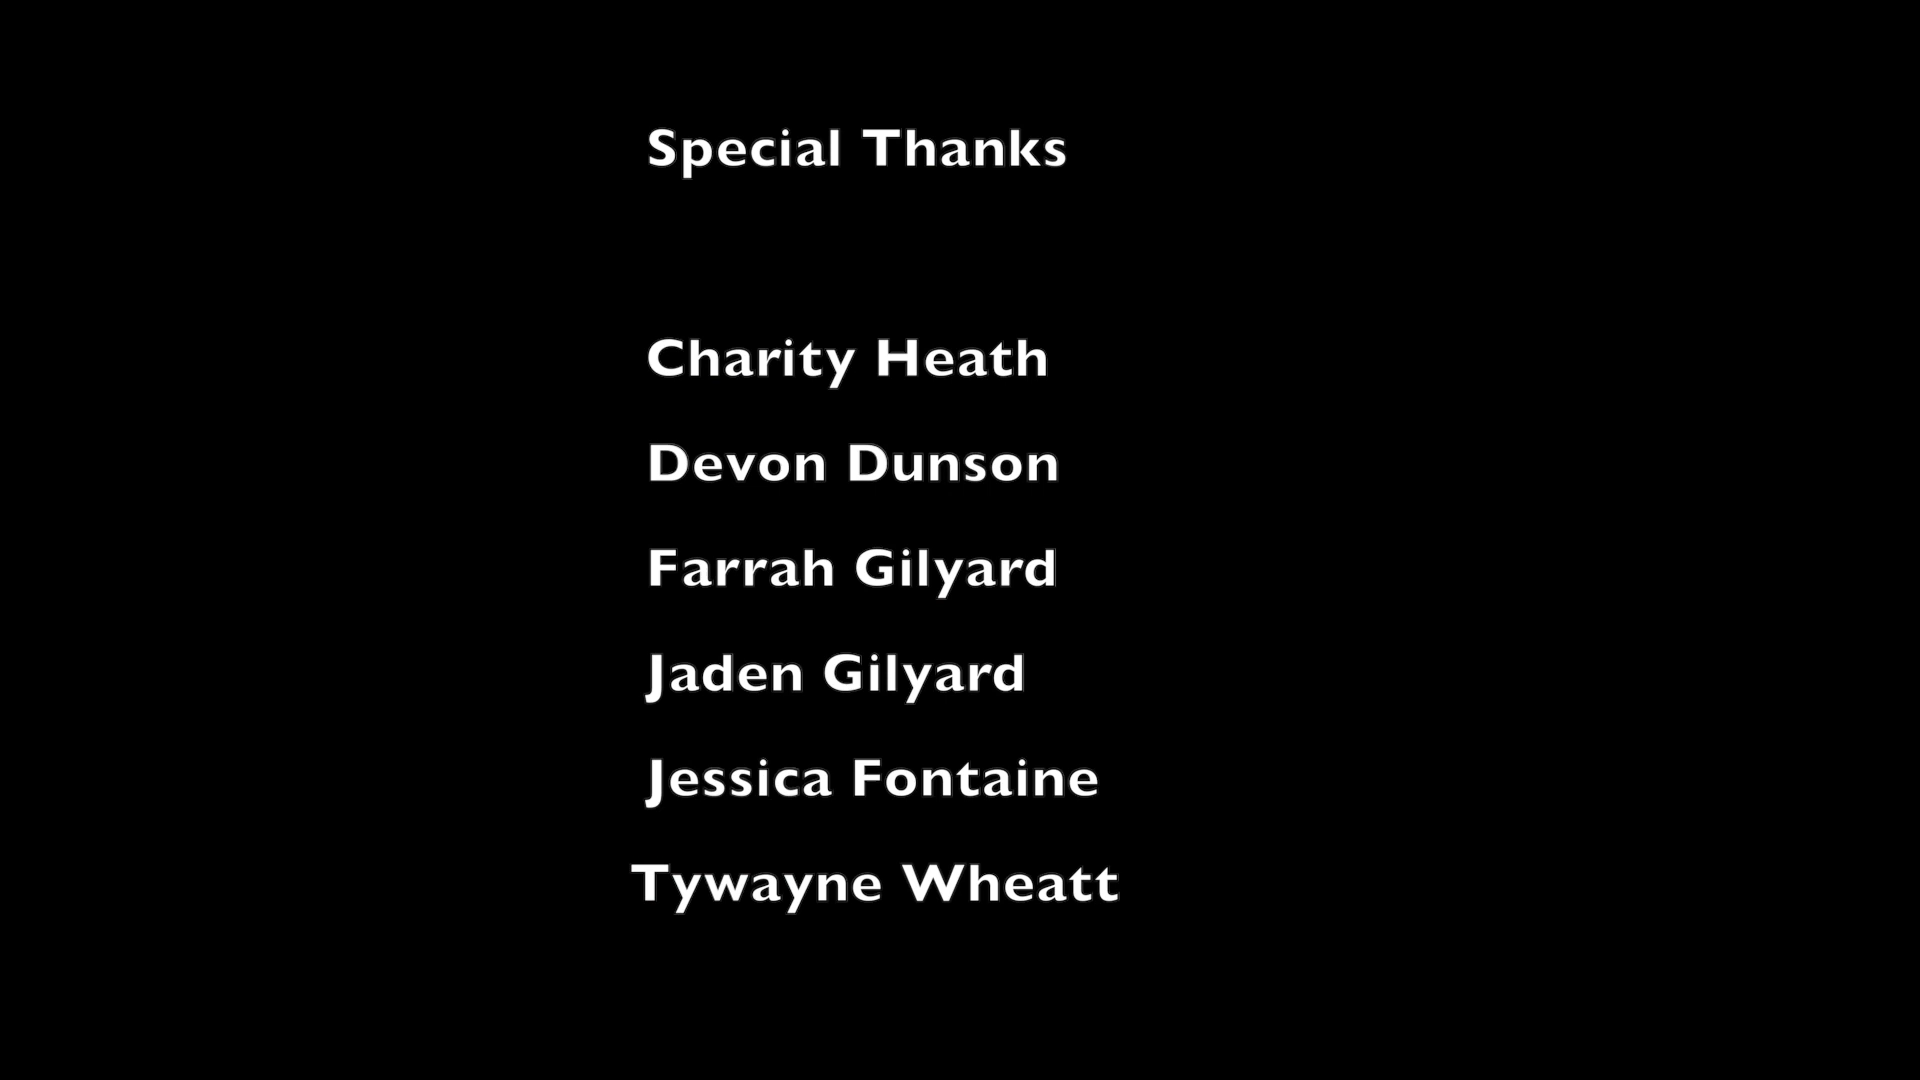 Special Thanks
Charity Heath
Devon Dunson
Farrah Gilyard
Jaden Gilyard
Jessica Fontaine
Tywayne Wheatt